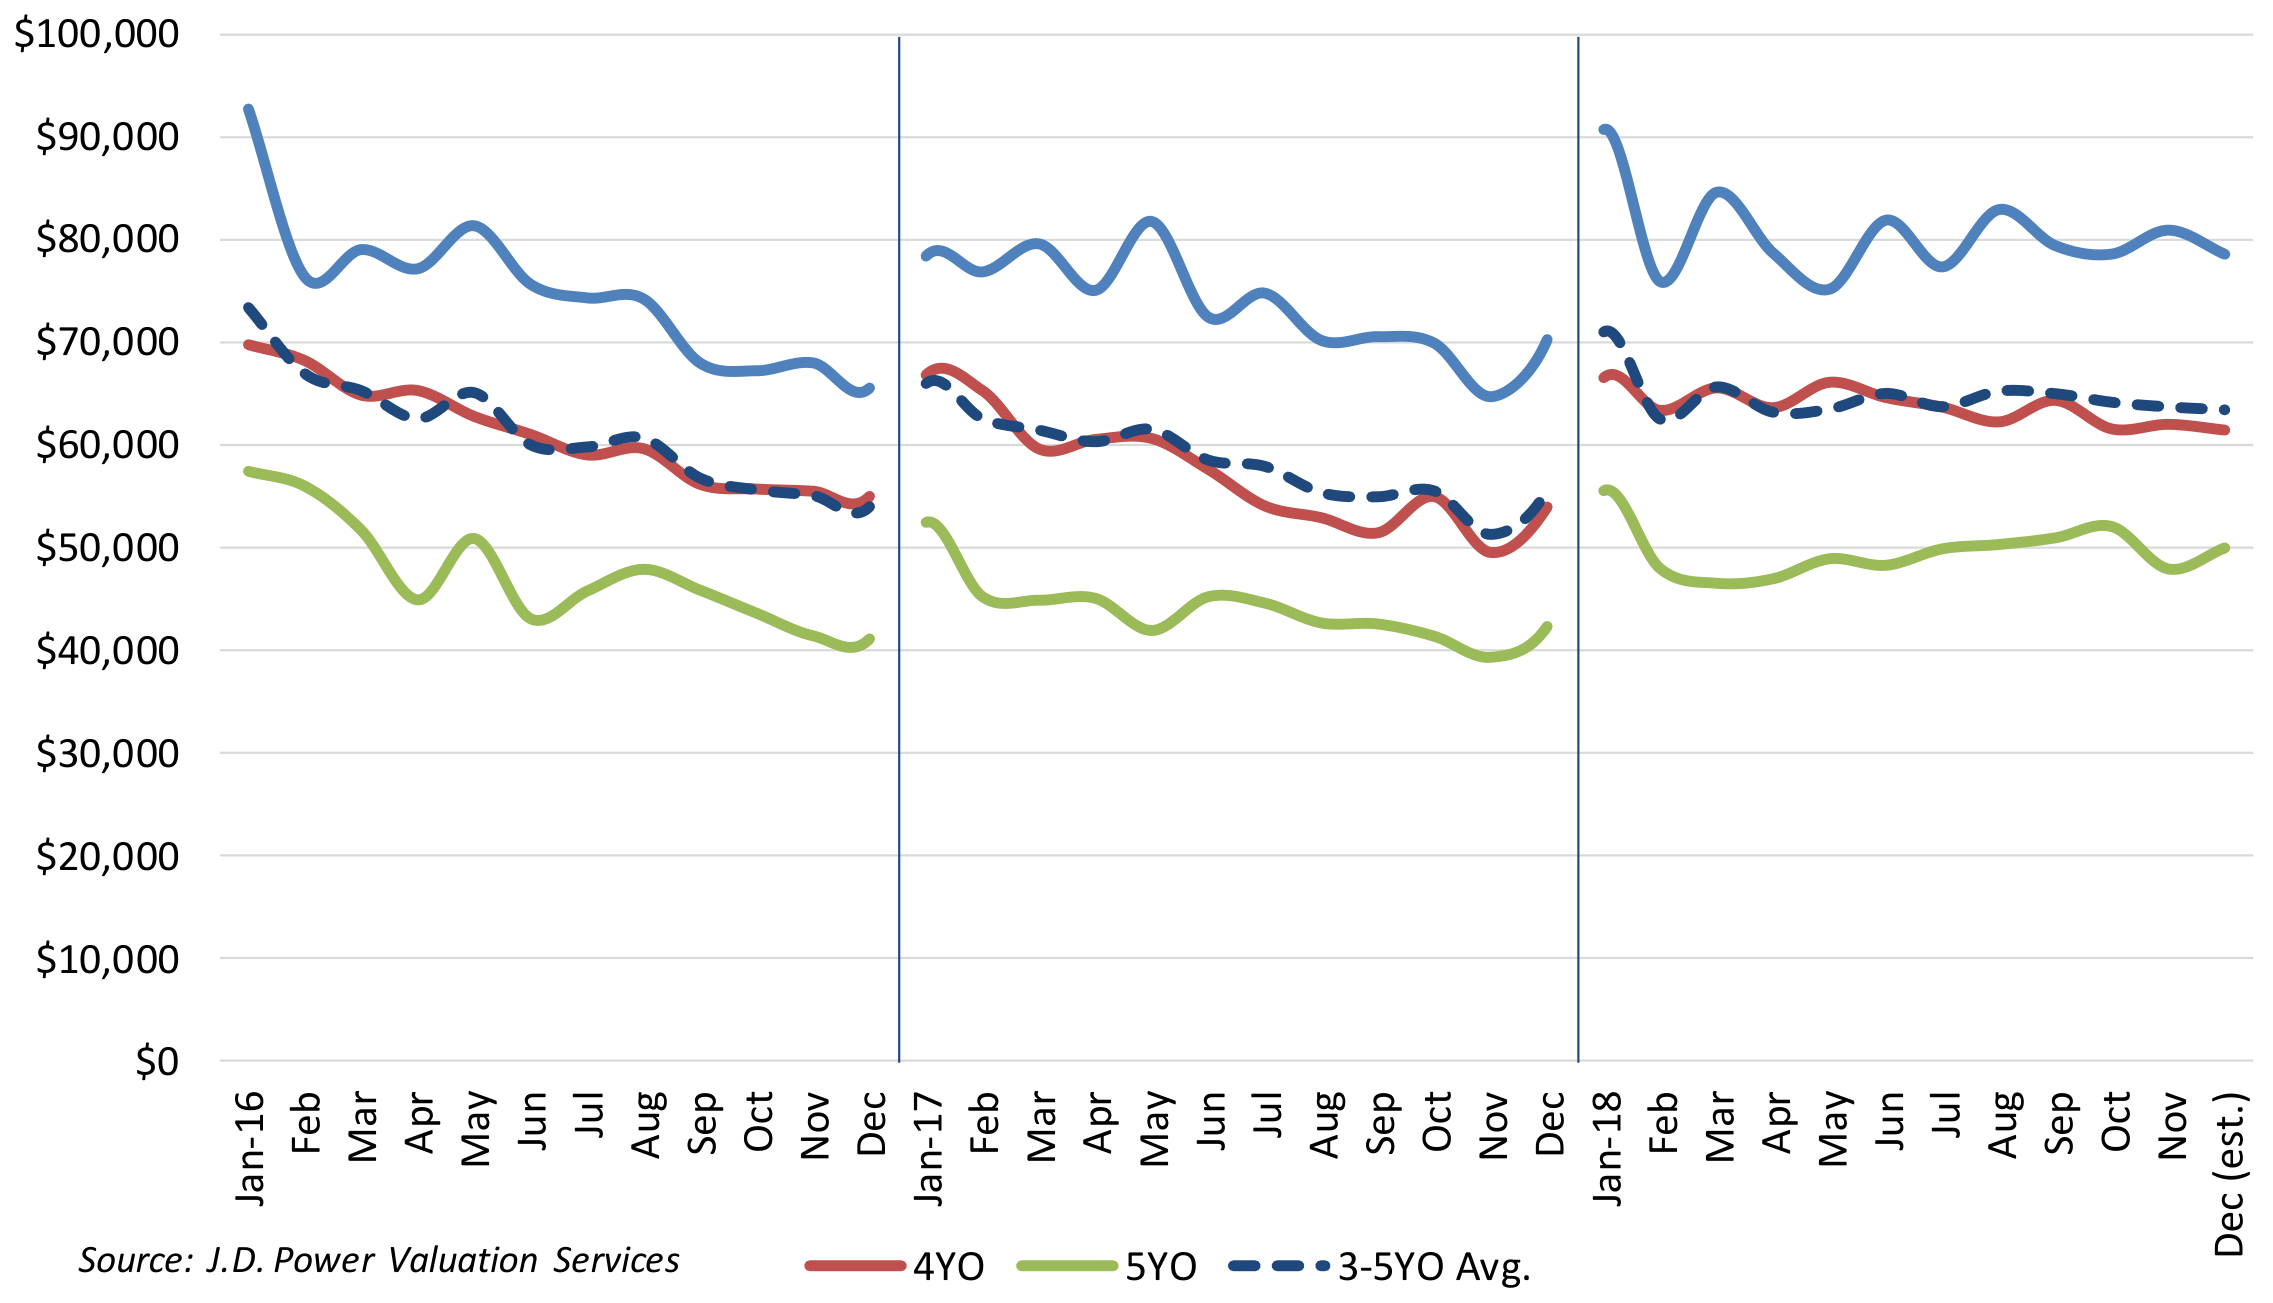 $100,000
$90,000
$80,000
$70,000
$60,000
$50,000
$40,000
$30,000
$20,000
$10,000
$0
Jan-16
Feb
Mar
Apr
May
Jun
Jul
Aug
Sep
Oct
Nov
Dec
Jan-17
Feb
Mar
Apr
May
Jun
Jul
Aug
Sep
Oct
Nov
Dec
Jan-18
Feb
Mar
Apr
May
Jun
Jul
Aug
Sep
Oct
Nov
Dec (est.)
Source: J.D. Power Valuation Services
4YO
5YO
3-5YO Avg.